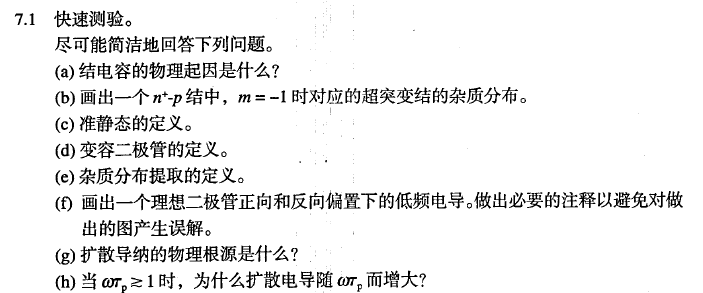 7.1 快速测验。
尽可能简洁地回答下列问题。
(a) 结电容的物理起因是什么?
(b) 画出一个 n⁺-p 结中，m = −1 时对应的超突变结的杂质分布。
(c) 准静态的定义。
(d) 变容二极管的定义。
(e) 杂质分布提取的定义。
(f) 画出一个理想二极管正向和反向偏置下的低频电导。做出必要的注释以避免对做
出的图产生误解。
(g) 扩散导纳的物理根源是什么?
(h) 当 ωτₚ ≳ 1 时，为什么扩散电导随 ωτₚ 而增大?